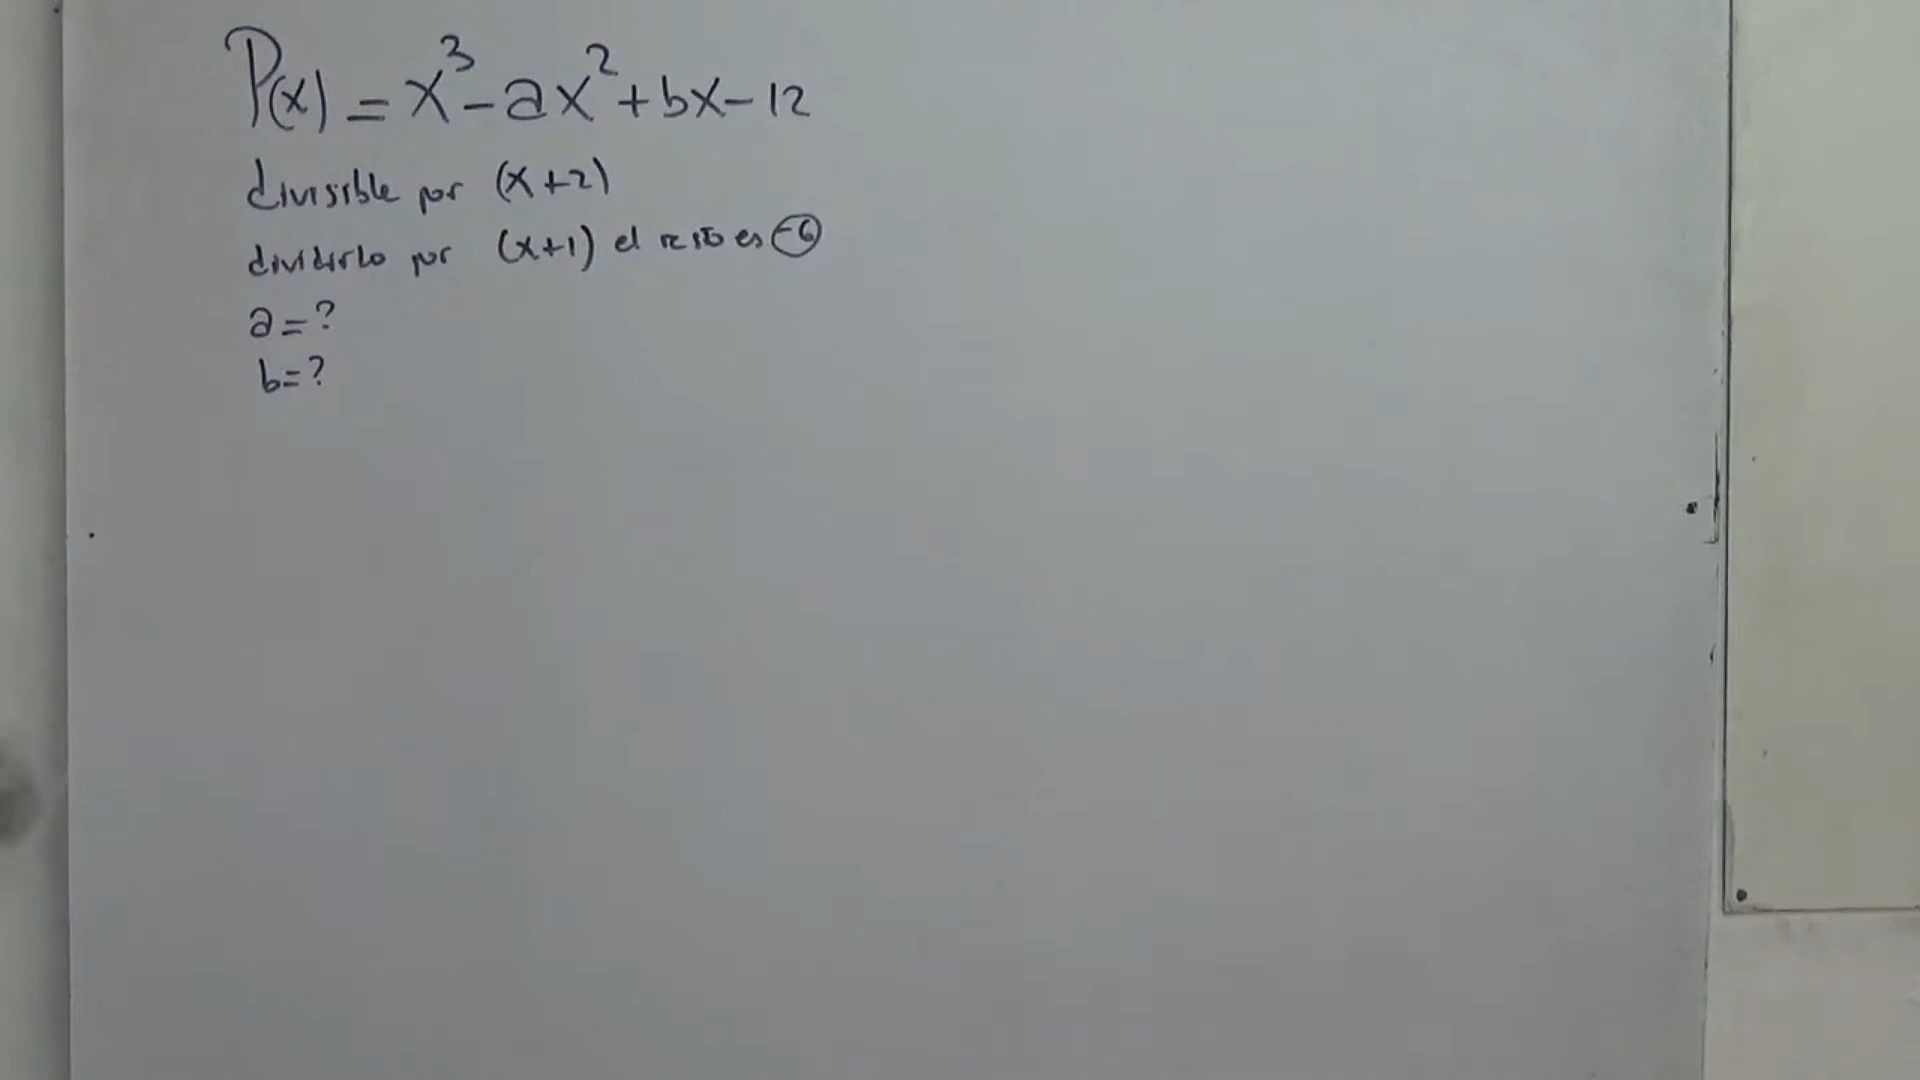 P(x) = x³ - ax² + bx - 12
divisible por (x+2)
dividirlo por (x+1) el resto es -6
a = ?
b = ?